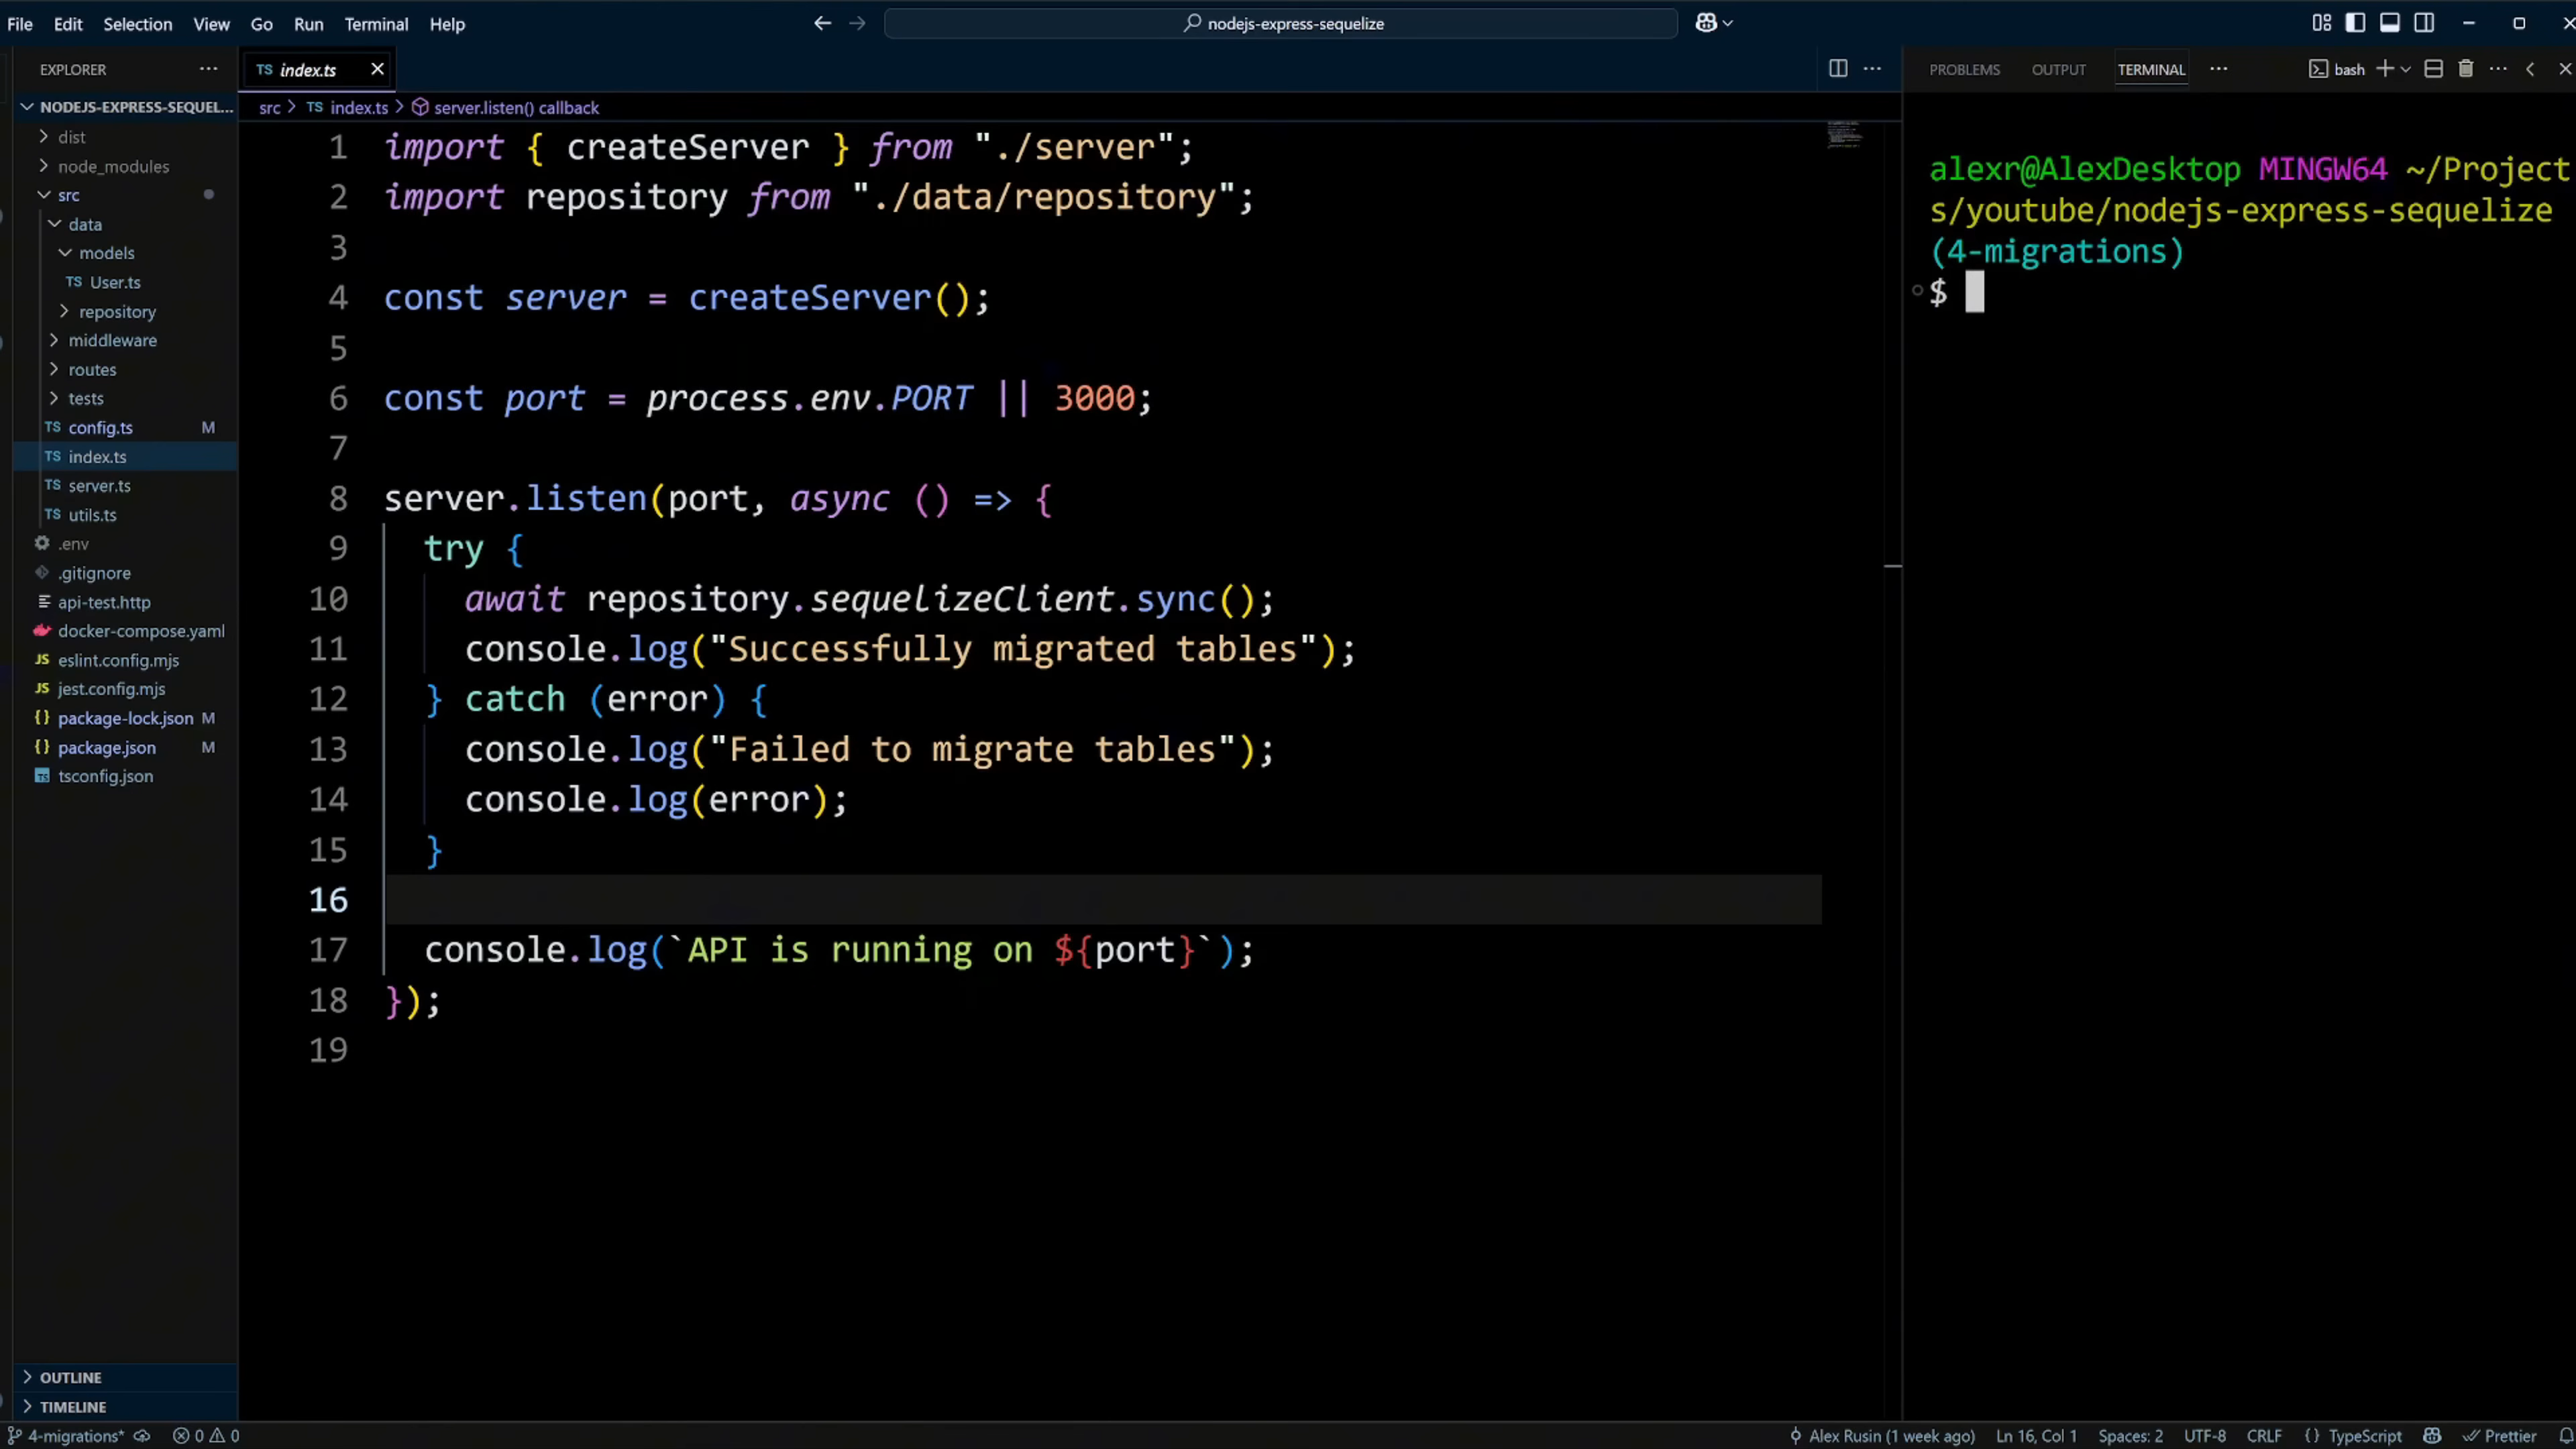 File Edit Selection View Go Run Terminal Help
nodejs-express-sequelize
EXPLORER
NODEJS-EXPRESS-SEQUEL...
dist
node_modules
src
data
models
TS User.ts
repository
middleware
routes
tests
TS config.ts M
TS index.ts
TS server.ts
TS utils.ts
.env
.gitignore
api-test.http
docker-compose.yaml
JS eslint.config.mjs
JS jest.config.mjs
{} package-lock.json M
{} package.json M
TS tsconfig.json
OUTLINE
TIMELINE
TS index.ts
src > TS index.ts > server.listen() callback
1 import { createServer } from "./server";
2 import repository from "./data/repository";
3
4 const server = createServer();
5
6 const port = process.env.PORT || 3000;
7
8 server.listen(port, async () => {
9 try {
10 await repository.sequelizeClient.sync();
11 console.log("Successfully migrated tables");
12 } catch (error) {
13 console.log("Failed to migrate tables");
14 console.log(error);
15 }
16
17 console.log(`API is running on ${port}`);
18 });
19
PROBLEMS OUTPUT TERMINAL ··· bash
alexr@AlexDesktop MINGW64 ~/Project
s/youtube/nodejs-express-sequelize
(4-migrations)
$
4-migrations* 0 0 Alex Rusin (1 week ago) Ln 16, Col 1 Spaces: 2 UTF-8 CRLF {} TypeScript Prettier